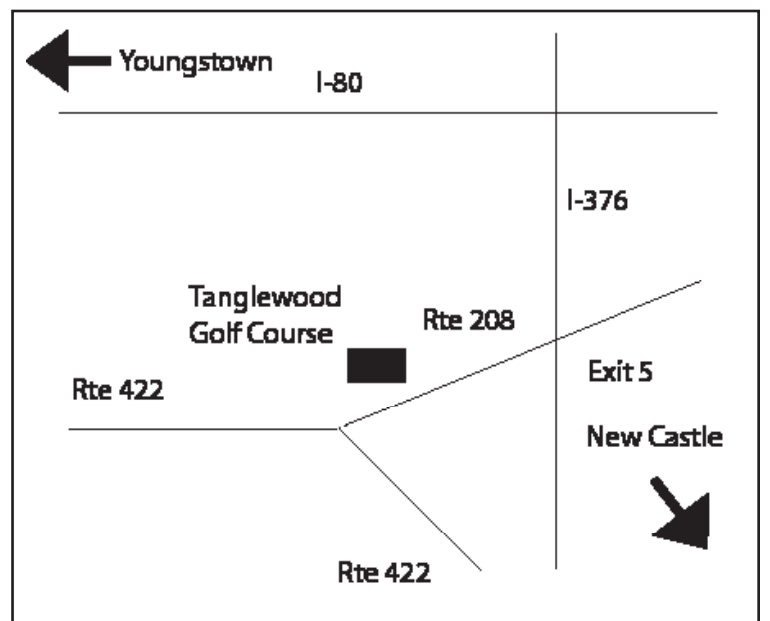 Youngstown
I-80
I-376
Tanglewood
Golf Course
Rte 208
Rte 422
Exit 5
New Castle
Rte 422